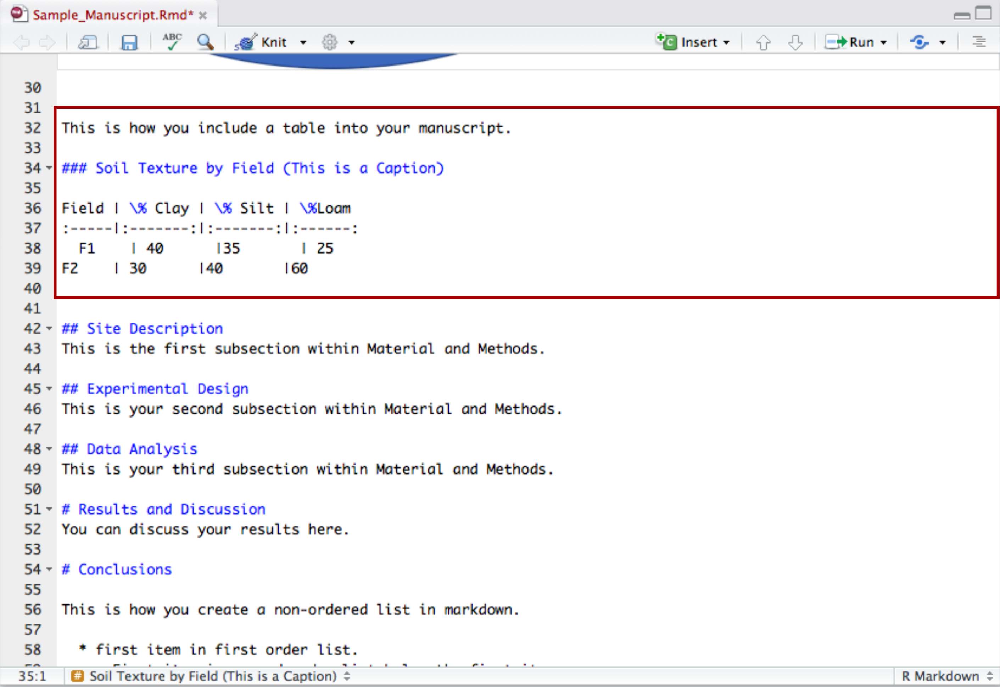 Sample_Manuscript.Rmd*
ABC Knit Insert Run
30
31
32 This is how you include a table into your manuscript.
33
34 ### Soil Texture by Field (This is a Caption)
35
36 Field | \% Clay | \% Silt | \%Loam
37 :-----|:-------:|:-------:|:------:
38   F1    | 40      |35       | 25
39 F2    | 30      |40       |60
40
41
42 ## Site Description
43 This is the first subsection within Material and Methods.
44
45 ## Experimental Design
46 This is your second subsection within Material and Methods.
47
48 ## Data Analysis
49 This is your third subsection within Material and Methods.
50
51 # Results and Discussion
52 You can discuss your results here.
53
54 # Conclusions
55
56 This is how you create a non-ordered list in markdown.
57
58   * first item in first order list.
35:1 # Soil Texture by Field (This is a Caption) R Markdown